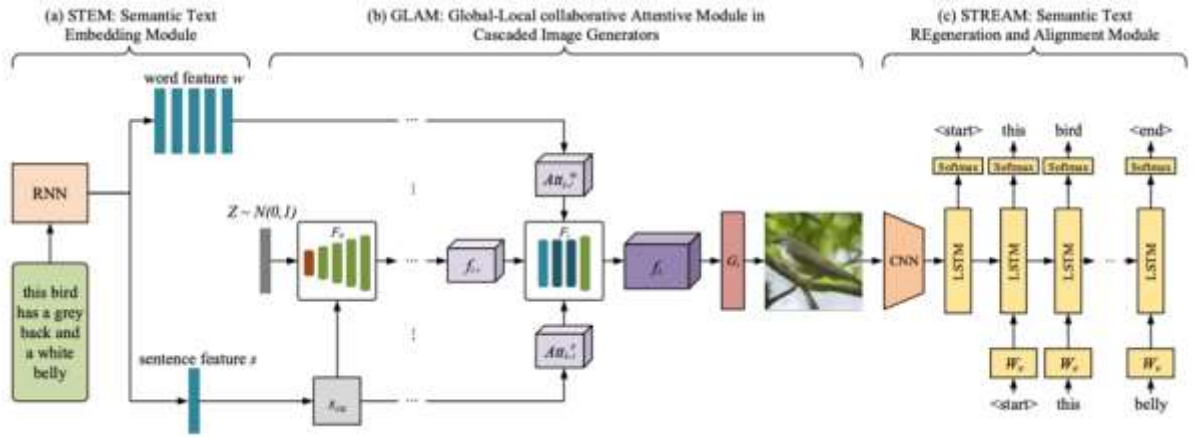 (a) STEM: Semantic Text
Embedding Module
(b) GLAM: Global-Local collaborative Attentive Module in
Cascaded Image Generators
(c) STREAM: Semantic Text
REgeneration and Alignment Module
word feature w
RNN
this bird
has a grey
back and
a white
belly
sentence feature s
Z ~ N(0,1)
F₀
...
...
...
...
...
Attʷ
Attˢ
Fᵢ
fᵢ
Gᵢ
CNN
<start>
this
bird
<end>
Softmax
Softmax
Softmax
Softmax
LSTM
LSTM
LSTM
...
LSTM
Wₑ
Wₑ
Wₑ
<start>
this
belly